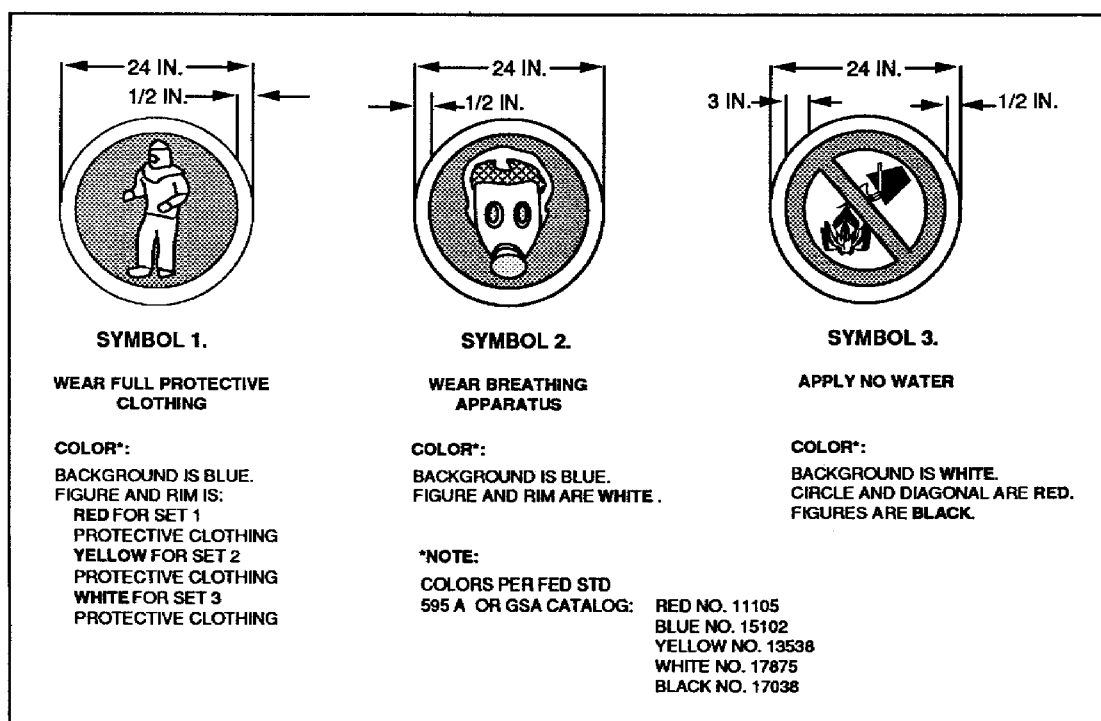 24 IN.
1/2 IN.
24 IN.
1/2 IN.
24 IN.
3 IN.
1/2 IN.
SYMBOL 1.
WEAR FULL PROTECTIVE
CLOTHING
COLOR*:
BACKGROUND IS BLUE.
FIGURE AND RIM IS:
RED FOR SET 1
PROTECTIVE CLOTHING
YELLOW FOR SET 2
PROTECTIVE CLOTHING
WHITE FOR SET 3
PROTECTIVE CLOTHING
SYMBOL 2.
WEAR BREATHING
APPARATUS
COLOR*:
BACKGROUND IS BLUE.
FIGURE AND RIM ARE WHITE .
SYMBOL 3.
APPLY NO WATER
COLOR*:
BACKGROUND IS WHITE.
CIRCLE AND DIAGONAL ARE RED.
FIGURES ARE BLACK.
*NOTE:
COLORS PER FED STD
595 A OR GSA CATALOG: RED NO. 11105
BLUE NO. 15102
YELLOW NO. 13538
WHITE NO. 17875
BLACK NO. 17038